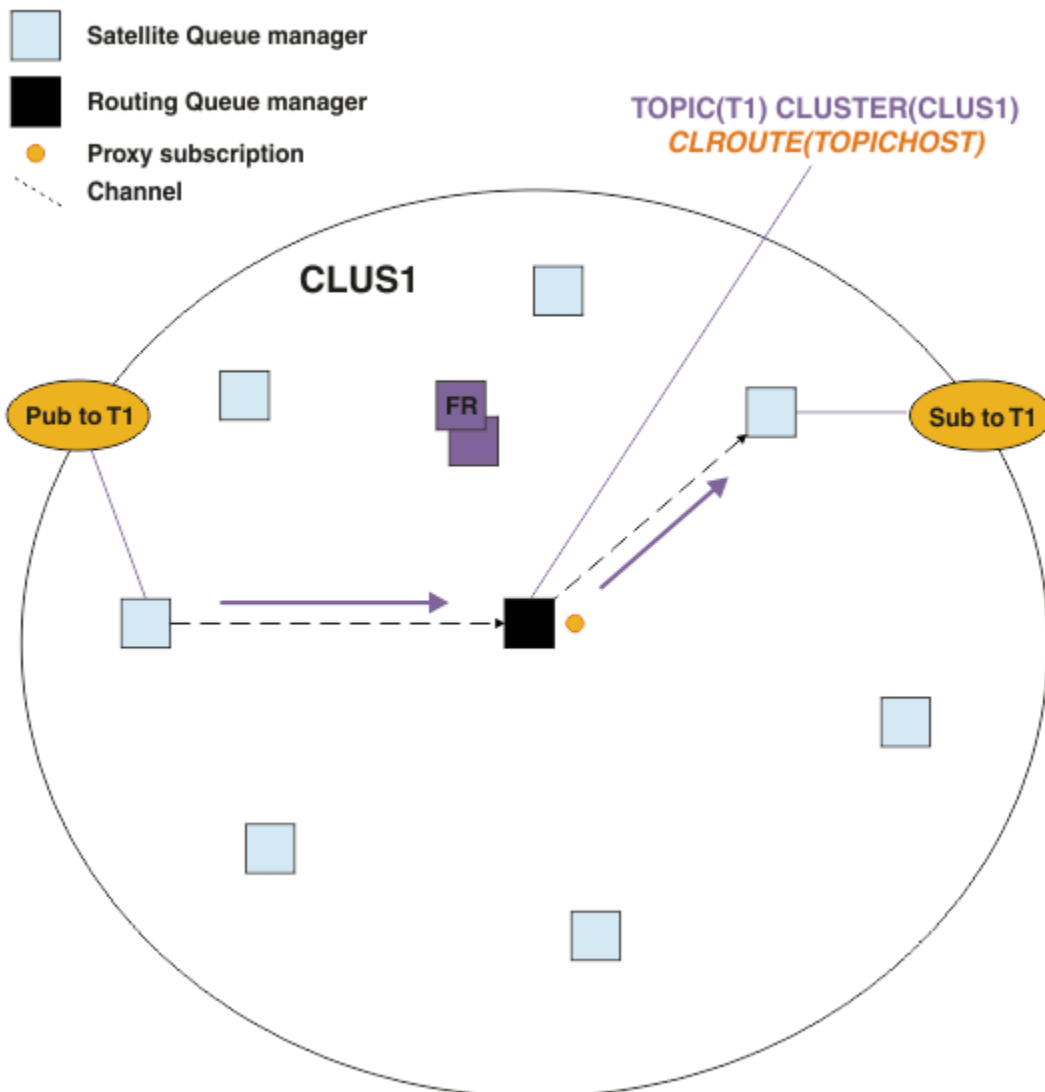 Satellite Queue manager
Routing Queue manager
Proxy subscription
Channel
TOPIC(T1) CLUSTER(CLUS1)
CLROUTE(TOPICHOST)
CLUS1
FR
Pub to T1
Sub to T1